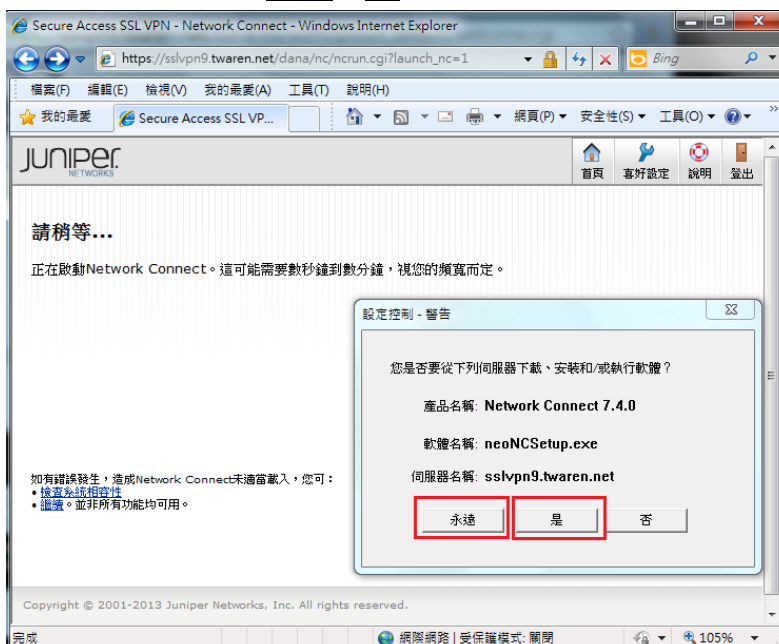 Secure Access SSL VPN - Network Connect - Windows Internet Explorer
https://sslvpn9.twaren.net/dana/nc/ncrun.cgi?launch_nc=1
Bing
檔案(F) 編輯(E) 檢視(V) 我的最愛(A) 工具(T) 說明(H)
我的最愛 Secure Access SSL VP... 網頁(P) 安全性(S) 工具(O)
JUNIPER
NETWORKS
首頁 喜好設定 說明 登出
請稍等...
正在啟動Network Connect。這可能需要數秒鐘到數分鐘，視您的頻寬而定。
設定控制 - 警告
您是否要從下列伺服器下載、安裝和/或執行軟體？
產品名稱: Network Connect 7.4.0
軟體名稱: neoNCSetup.exe
伺服器名稱: sslvpn9.twaren.net
永遠 是 否
如有錯誤發生，造成Network Connect未適當載入，您可：
• 檢查系統相容性
• 繼續。並非所有功能均可用。
Copyright © 2001-2013 Juniper Networks, Inc. All rights reserved.
完成 網際網路 | 受保護模式: 關閉 105%